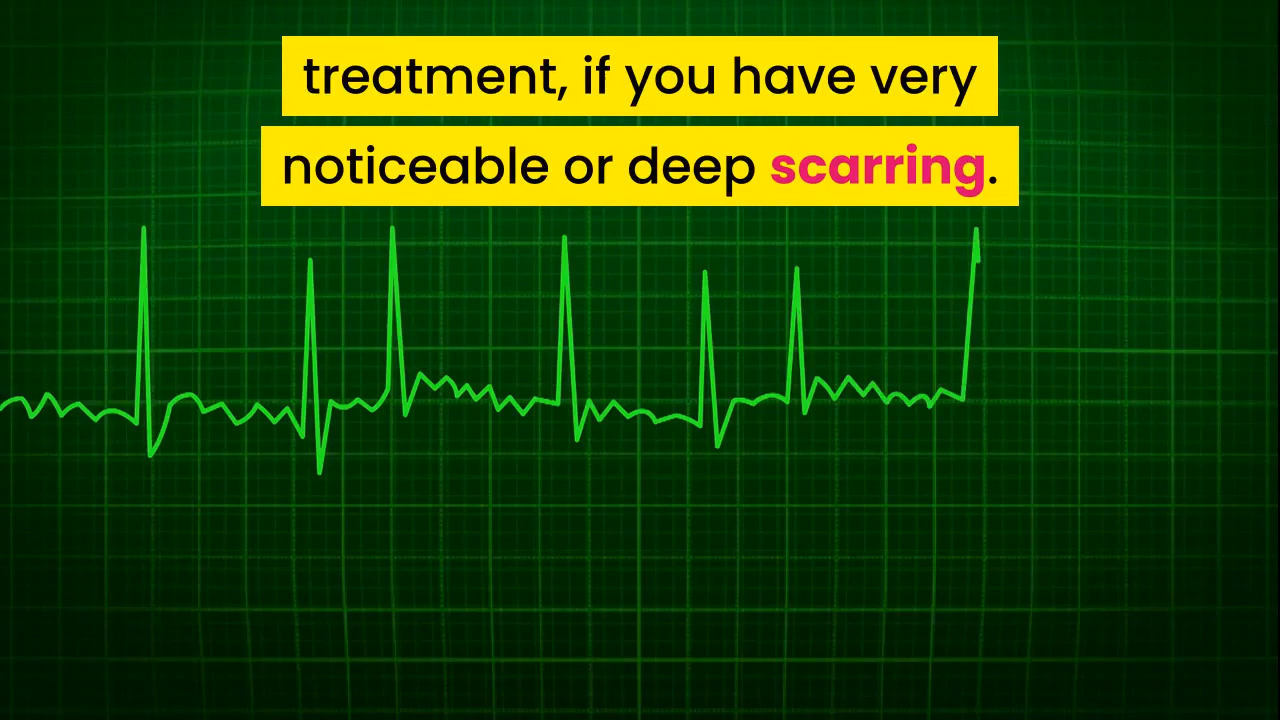 treatment, if you have very
noticeable or deep scarring.